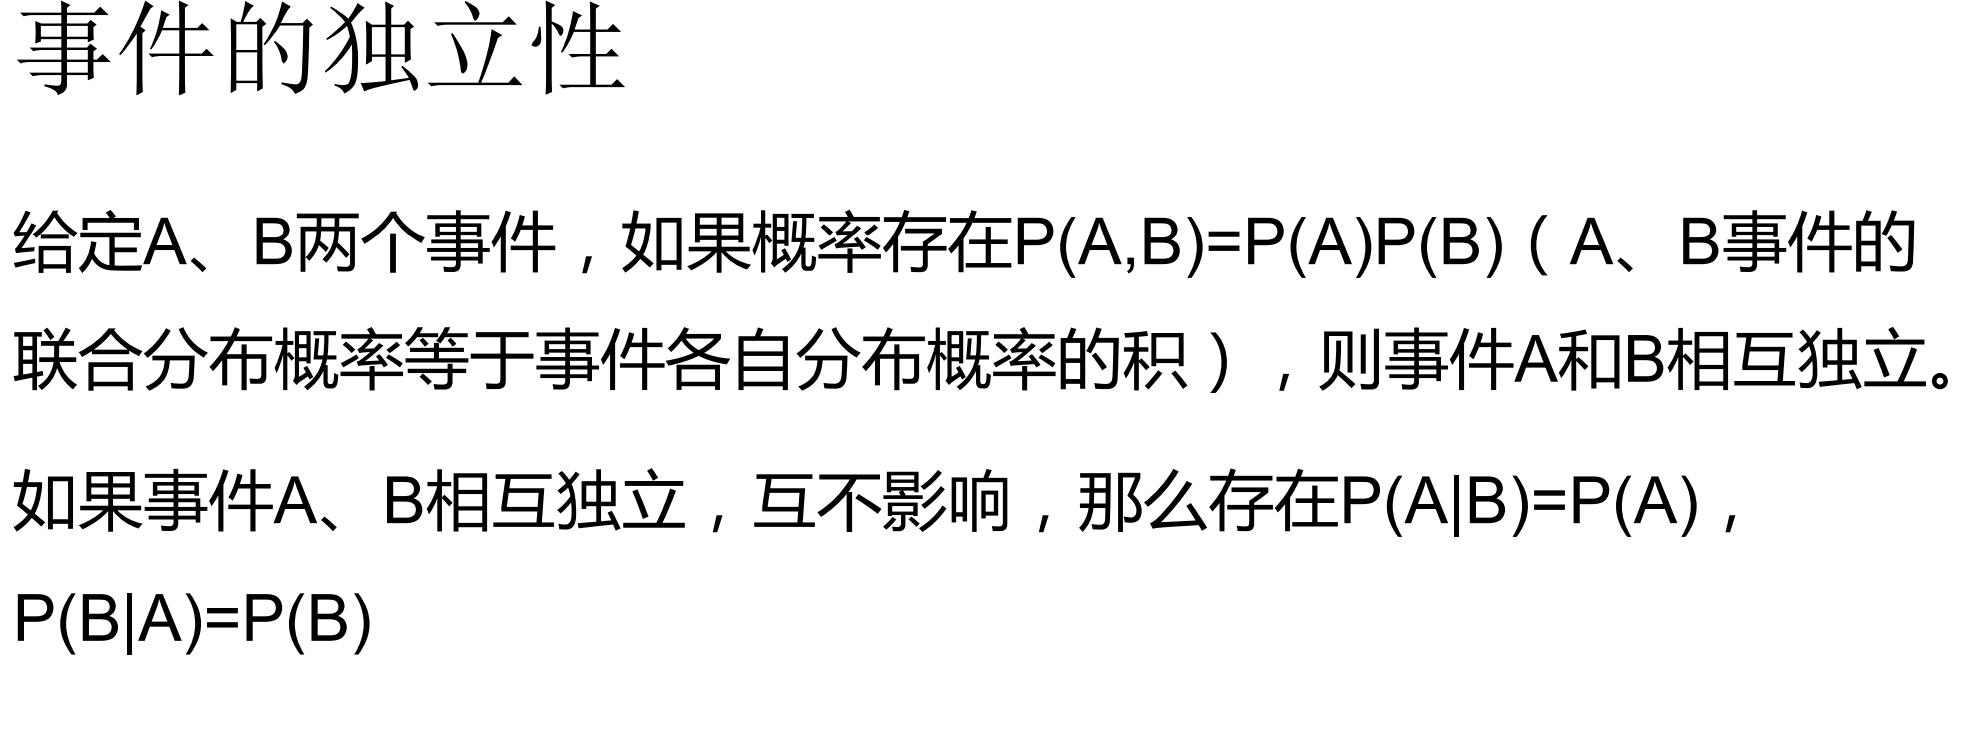 事件的独立性
给定A、B两个事件，如果概率存在P(A,B)=P(A)P(B)（A、B事件的
联合分布概率等于事件各自分布概率的积），则事件A和B相互独立。
如果事件A、B相互独立，互不影响，那么存在P(A|B)=P(A)，
P(B|A)=P(B)